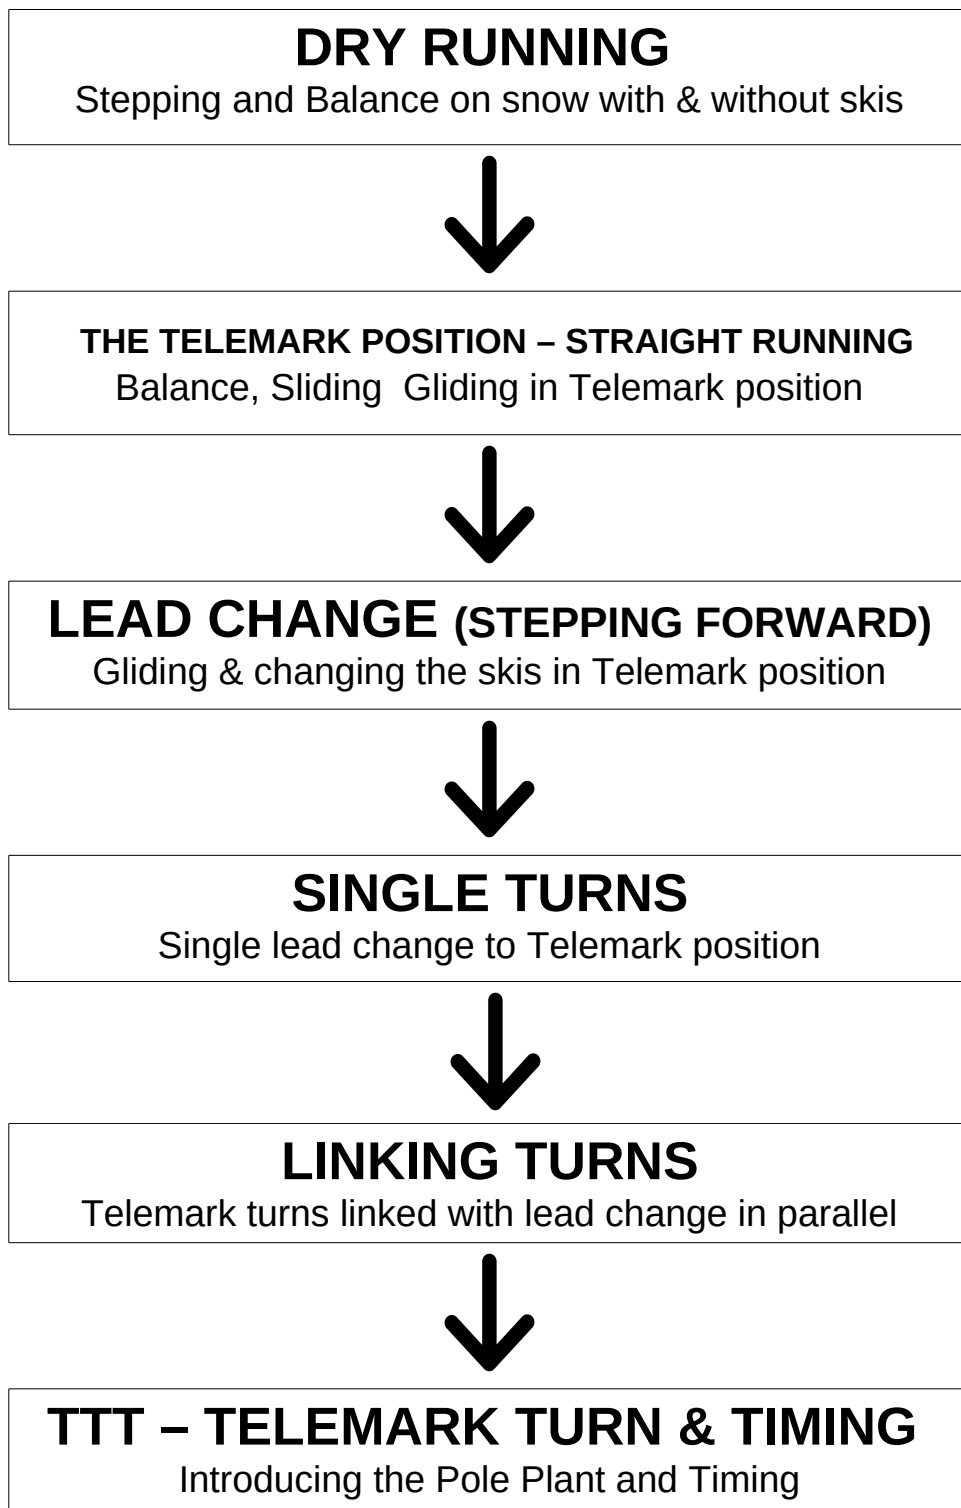 DRY RUNNING
Stepping and Balance on snow with & without skis
THE TELEMARK POSITION – STRAIGHT RUNNING
Balance, Sliding  Gliding in Telemark position
LEAD CHANGE (STEPPING FORWARD)
Gliding & changing the skis in Telemark position
SINGLE TURNS
Single lead change to Telemark position
LINKING TURNS
Telemark turns linked with lead change in parallel
TTT – TELEMARK TURN & TIMING
Introducing the Pole Plant and Timing